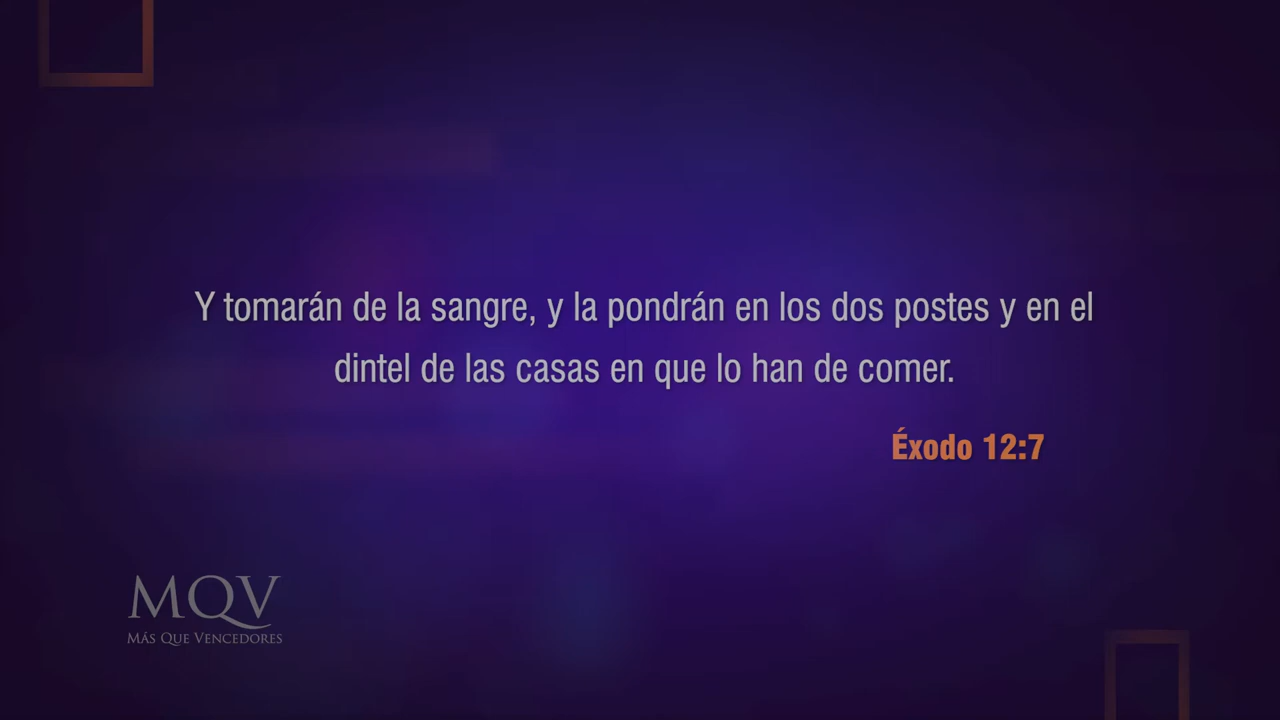 Y tomarán de la sangre, y la pondrán en los dos postes y en el
dintel de las casas en que lo han de comer.
Éxodo 12:7
MQV
MÁS QUE VENCEDORES